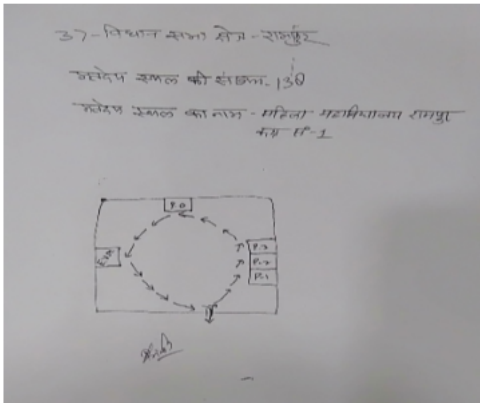 37-विधान सभा क्षेत्र - रामपुर
मतदेय स्थल की संख्या - 130
मतदेय स्थल का नाम - महिला महाविद्यालय रामपुर
कक्ष सं-1
P.O
P.3
P.2
P.1